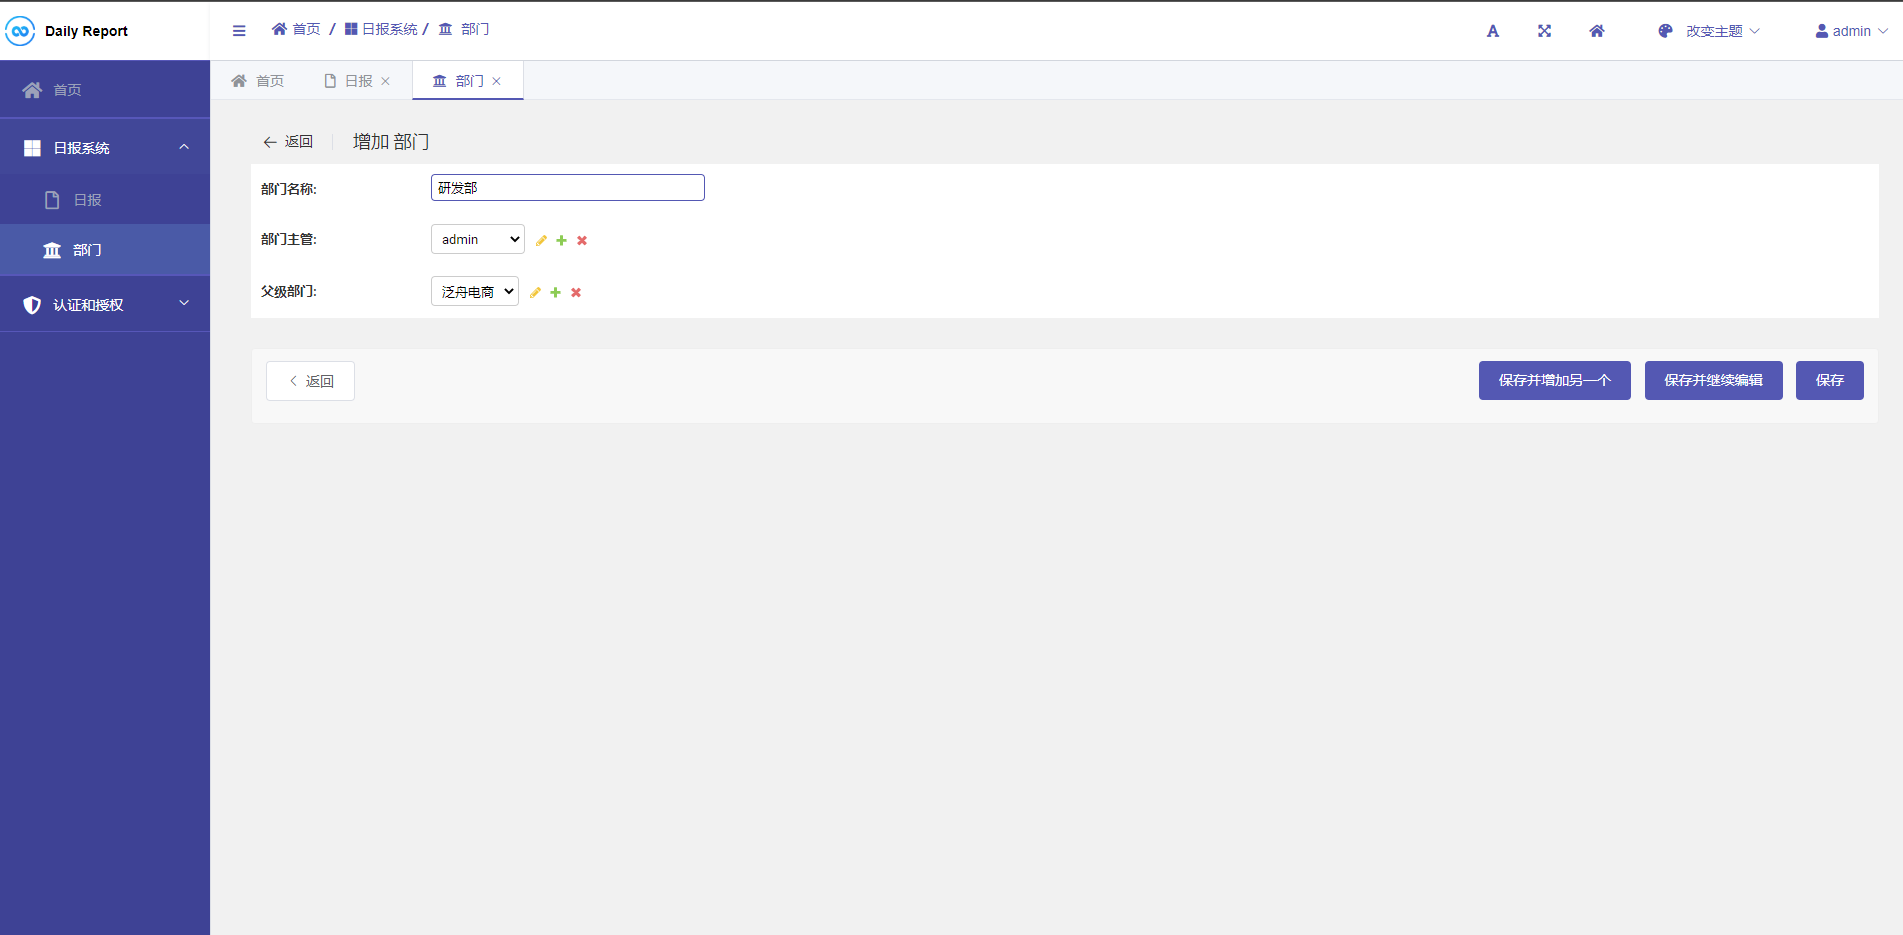 Daily Report
首页 / 日报系统 / 部门
A
改变主题
admin
首页
日报
部门
首页
日报系统
日报
部门
认证和授权
返回
增加 部门
部门名称:
研发部
部门主管:
admin
父级部门:
泛舟电商
返回
保存并增加另一个
保存并继续编辑
保存